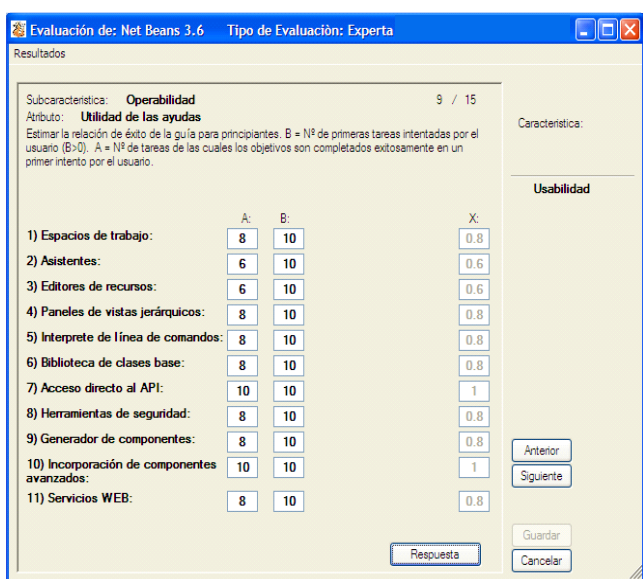 Evaluación de: Net Beans 3.6 Tipo de Evaluaciòn: Experta
Resultados
Subcaracteristica: Operabilidad 9 / 15
Atributo: Utilidad de las ayudas
Estimar la relación de éxito de la guía para principiantes. B = Nº de primeras tareas intentadas por el
usuario (B>0). A = Nº de tareas de las cuales los objetivos son completados exitosamente en un
primer intento por el usuario.
Caracteristica:
Usabilidad
A: B: X:
1) Espacios de trabajo: 8 10 0.8
2) Asistentes: 6 10 0.6
3) Editores de recursos: 6 10 0.6
4) Paneles de vistas jerárquicos: 8 10 0.8
5) Interprete de línea de comandos: 8 10 0.8
6) Biblioteca de clases base: 8 10 0.8
7) Acceso directo al API: 10 10 1
8) Herramientas de seguridad: 8 10 0.8
9) Generador de componentes: 8 10 0.8
10) Incorporación de componentes
avanzados: 10 10 1
11) Servicios WEB: 8 10 0.8
Anterior
Siguiente
Respuesta
Guardar
Cancelar